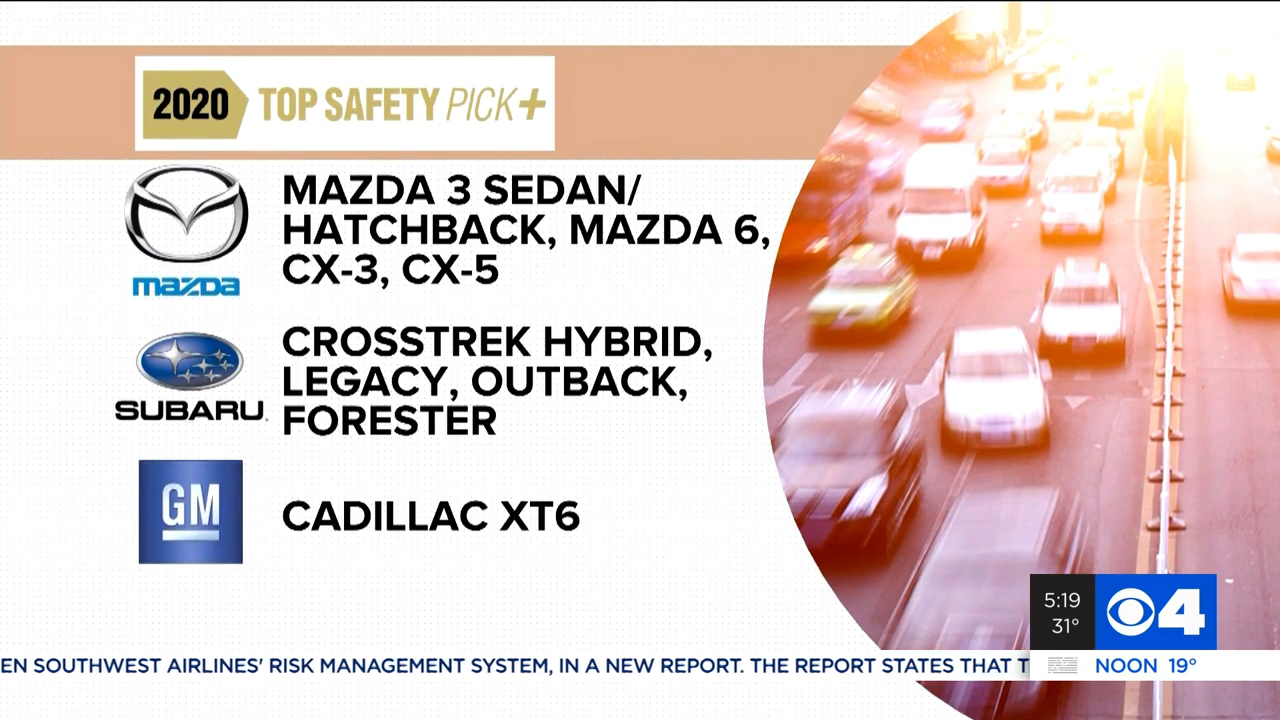 2020 TOP SAFETY PICK+
MAZDA 3 SEDAN/
HATCHBACK, MAZDA 6,
CX-3, CX-5
mazda
CROSSTREK HYBRID,
LEGACY, OUTBACK,
FORESTER
SUBARU
GM
CADILLAC XT6
5:19
31°
4
EN SOUTHWEST AIRLINES' RISK MANAGEMENT SYSTEM, IN A NEW REPORT. THE REPORT STATES THAT T
NOON 19°